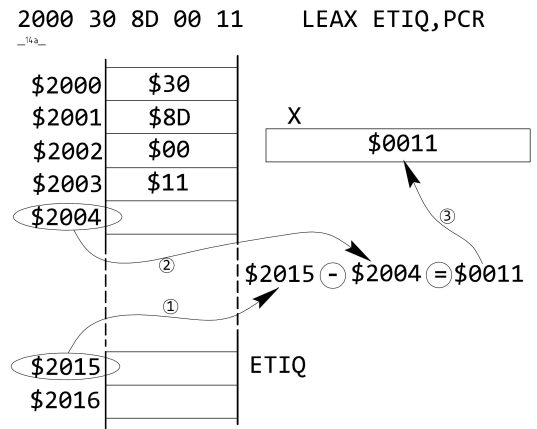 2000 30 8D 00 11 LEAX ETIQ,PCR
_14a_
$2000 $30
$2001 $8D
X
$2002 $00
$0011
$2003 $11
$2004
③
②
$2015 - $2004 = $0011
①
$2015 ETIQ
$2016